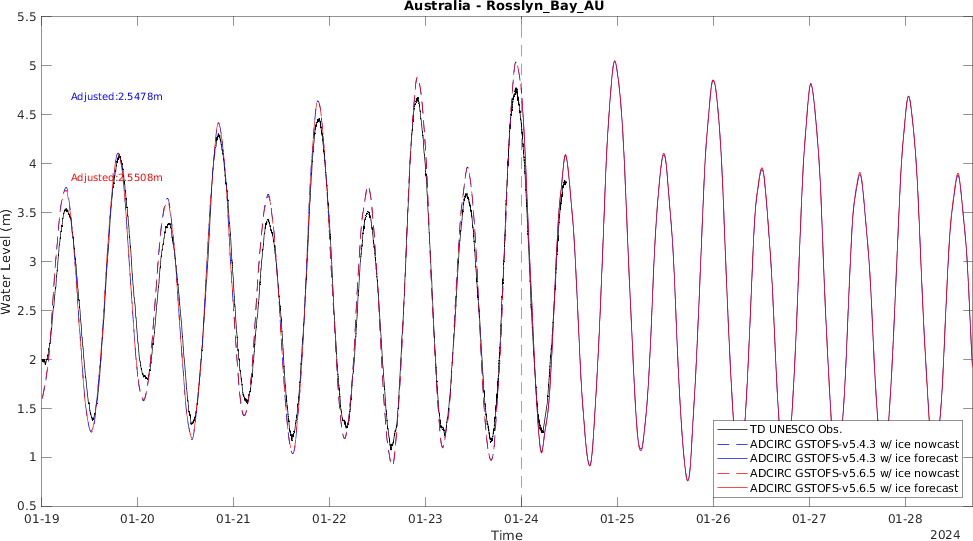 Australia - Rosslyn_Bay_AU
5.5
5
4.5
4
3.5
3
2.5
2
1.5
1
0.5
Water Level (m)
Adjusted:2.5478m
Adjusted:2.5508m
TD UNESCO Obs.
ADCIRC GSTOFS-v5.4.3 w/ ice nowcast
ADCIRC GSTOFS-v5.4.3 w/ ice forecast
ADCIRC GSTOFS-v5.6.5 w/ ice nowcast
ADCIRC GSTOFS-v5.6.5 w/ ice forecast
01-19 01-20 01-21 01-22 01-23 01-24 01-25 01-26 01-27 01-28
Time
2024